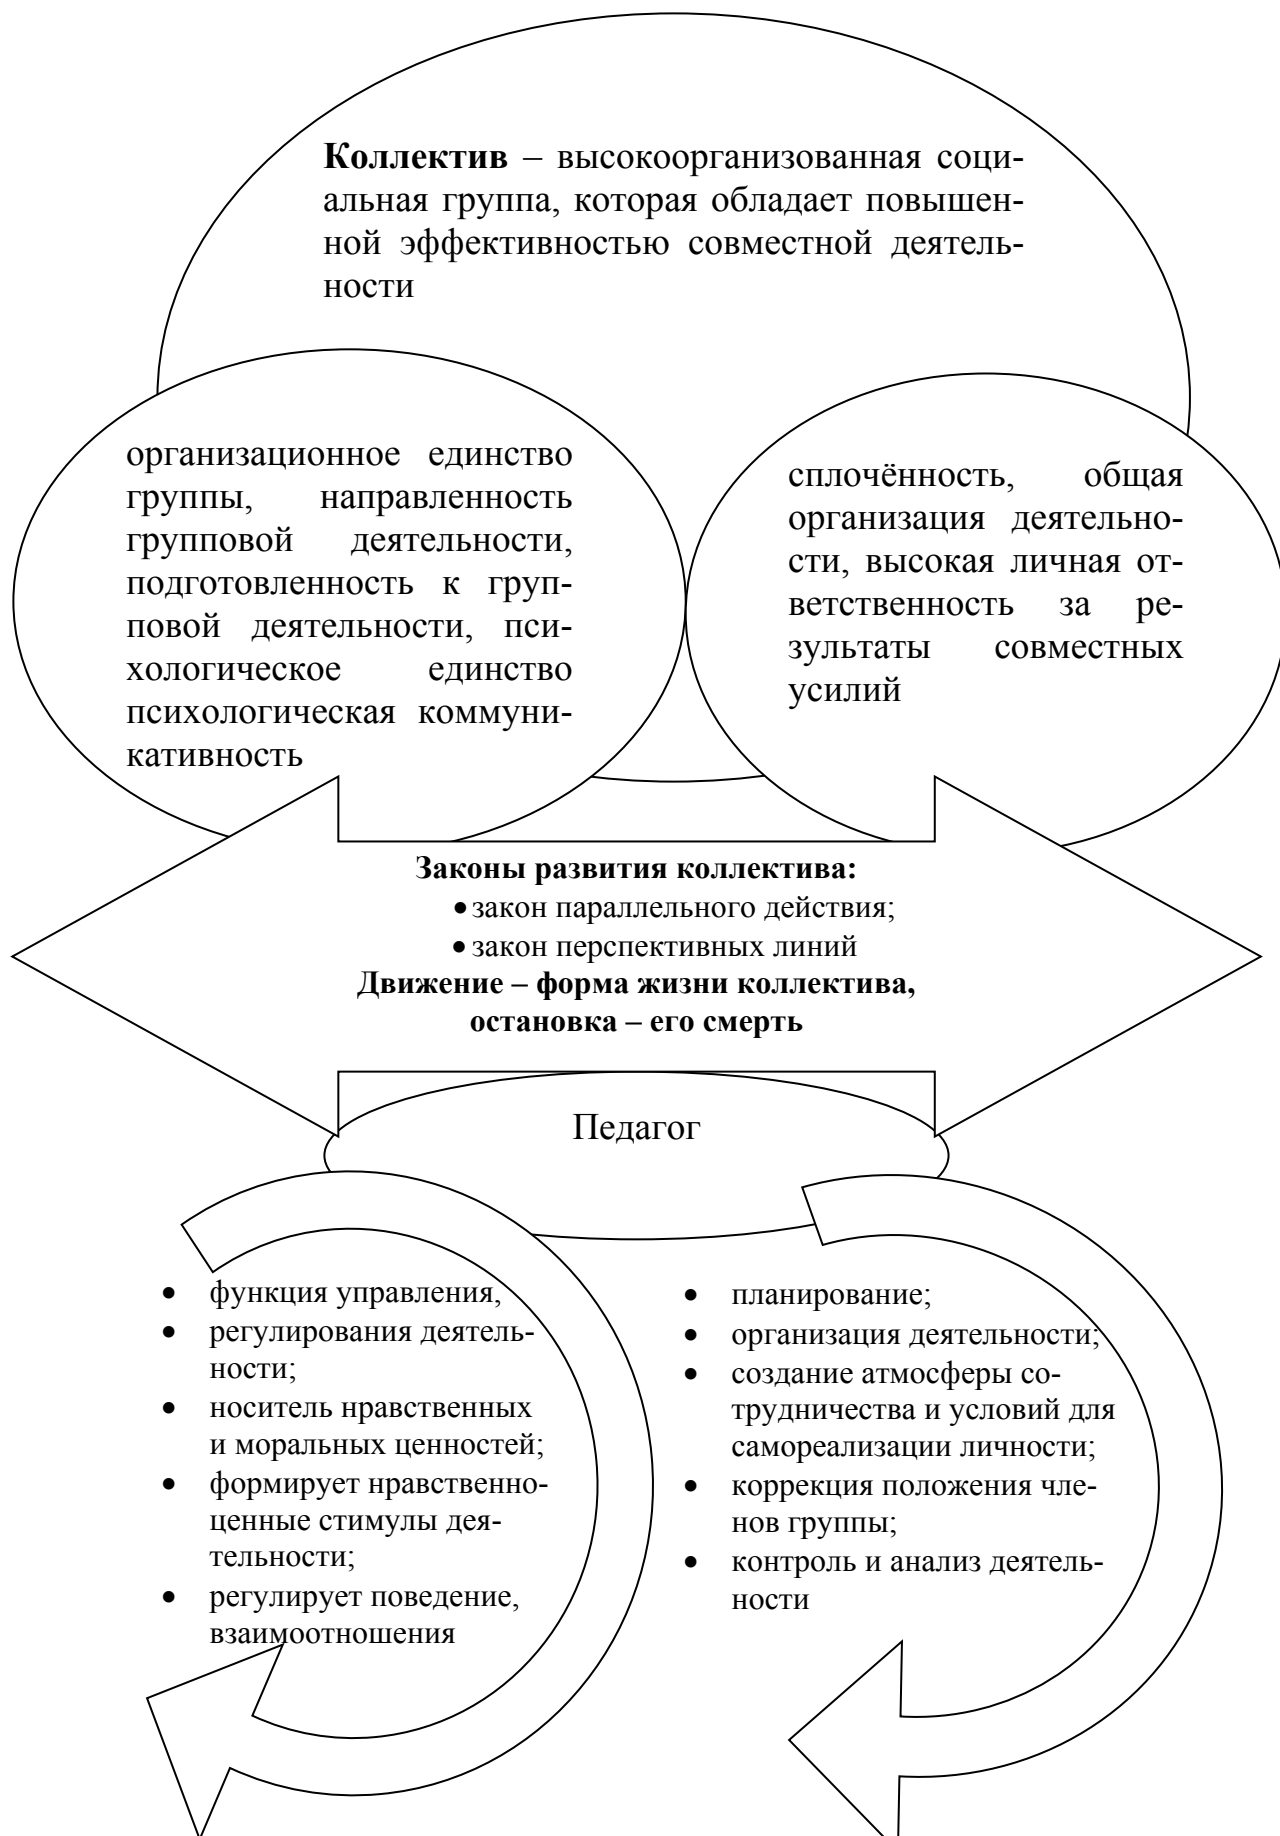 Коллектив – высокоорганизованная соци-
альная группа, которая обладает повышен-
ной эффективностью совместной деятель-
ности
организационное единство
группы, направленность
групповой деятельности,
подготовленность к груп-
повой деятельности, пси-
хологическое единство
психологическая коммуни-
кативность
сплочённость, общая
организация деятельно-
сти, высокая личная от-
ветственность за ре-
зультаты совместных
усилий
Законы развития коллектива:
• закон параллельного действия;
• закон перспективных линий
Движение – форма жизни коллектива,
остановка – его смерть
Педагог
• функция управления,
• регулирования деятель-
ности;
• носитель нравственных
и моральных ценностей;
• формирует нравственно-
ценные стимулы дея-
тельности;
• регулирует поведение,
взаимоотношения
• планирование;
• организация деятельности;
• создание атмосферы со-
трудничества и условий для
самореализации личности;
• коррекция положения чле-
нов группы;
• контроль и анализ деятель-
ности